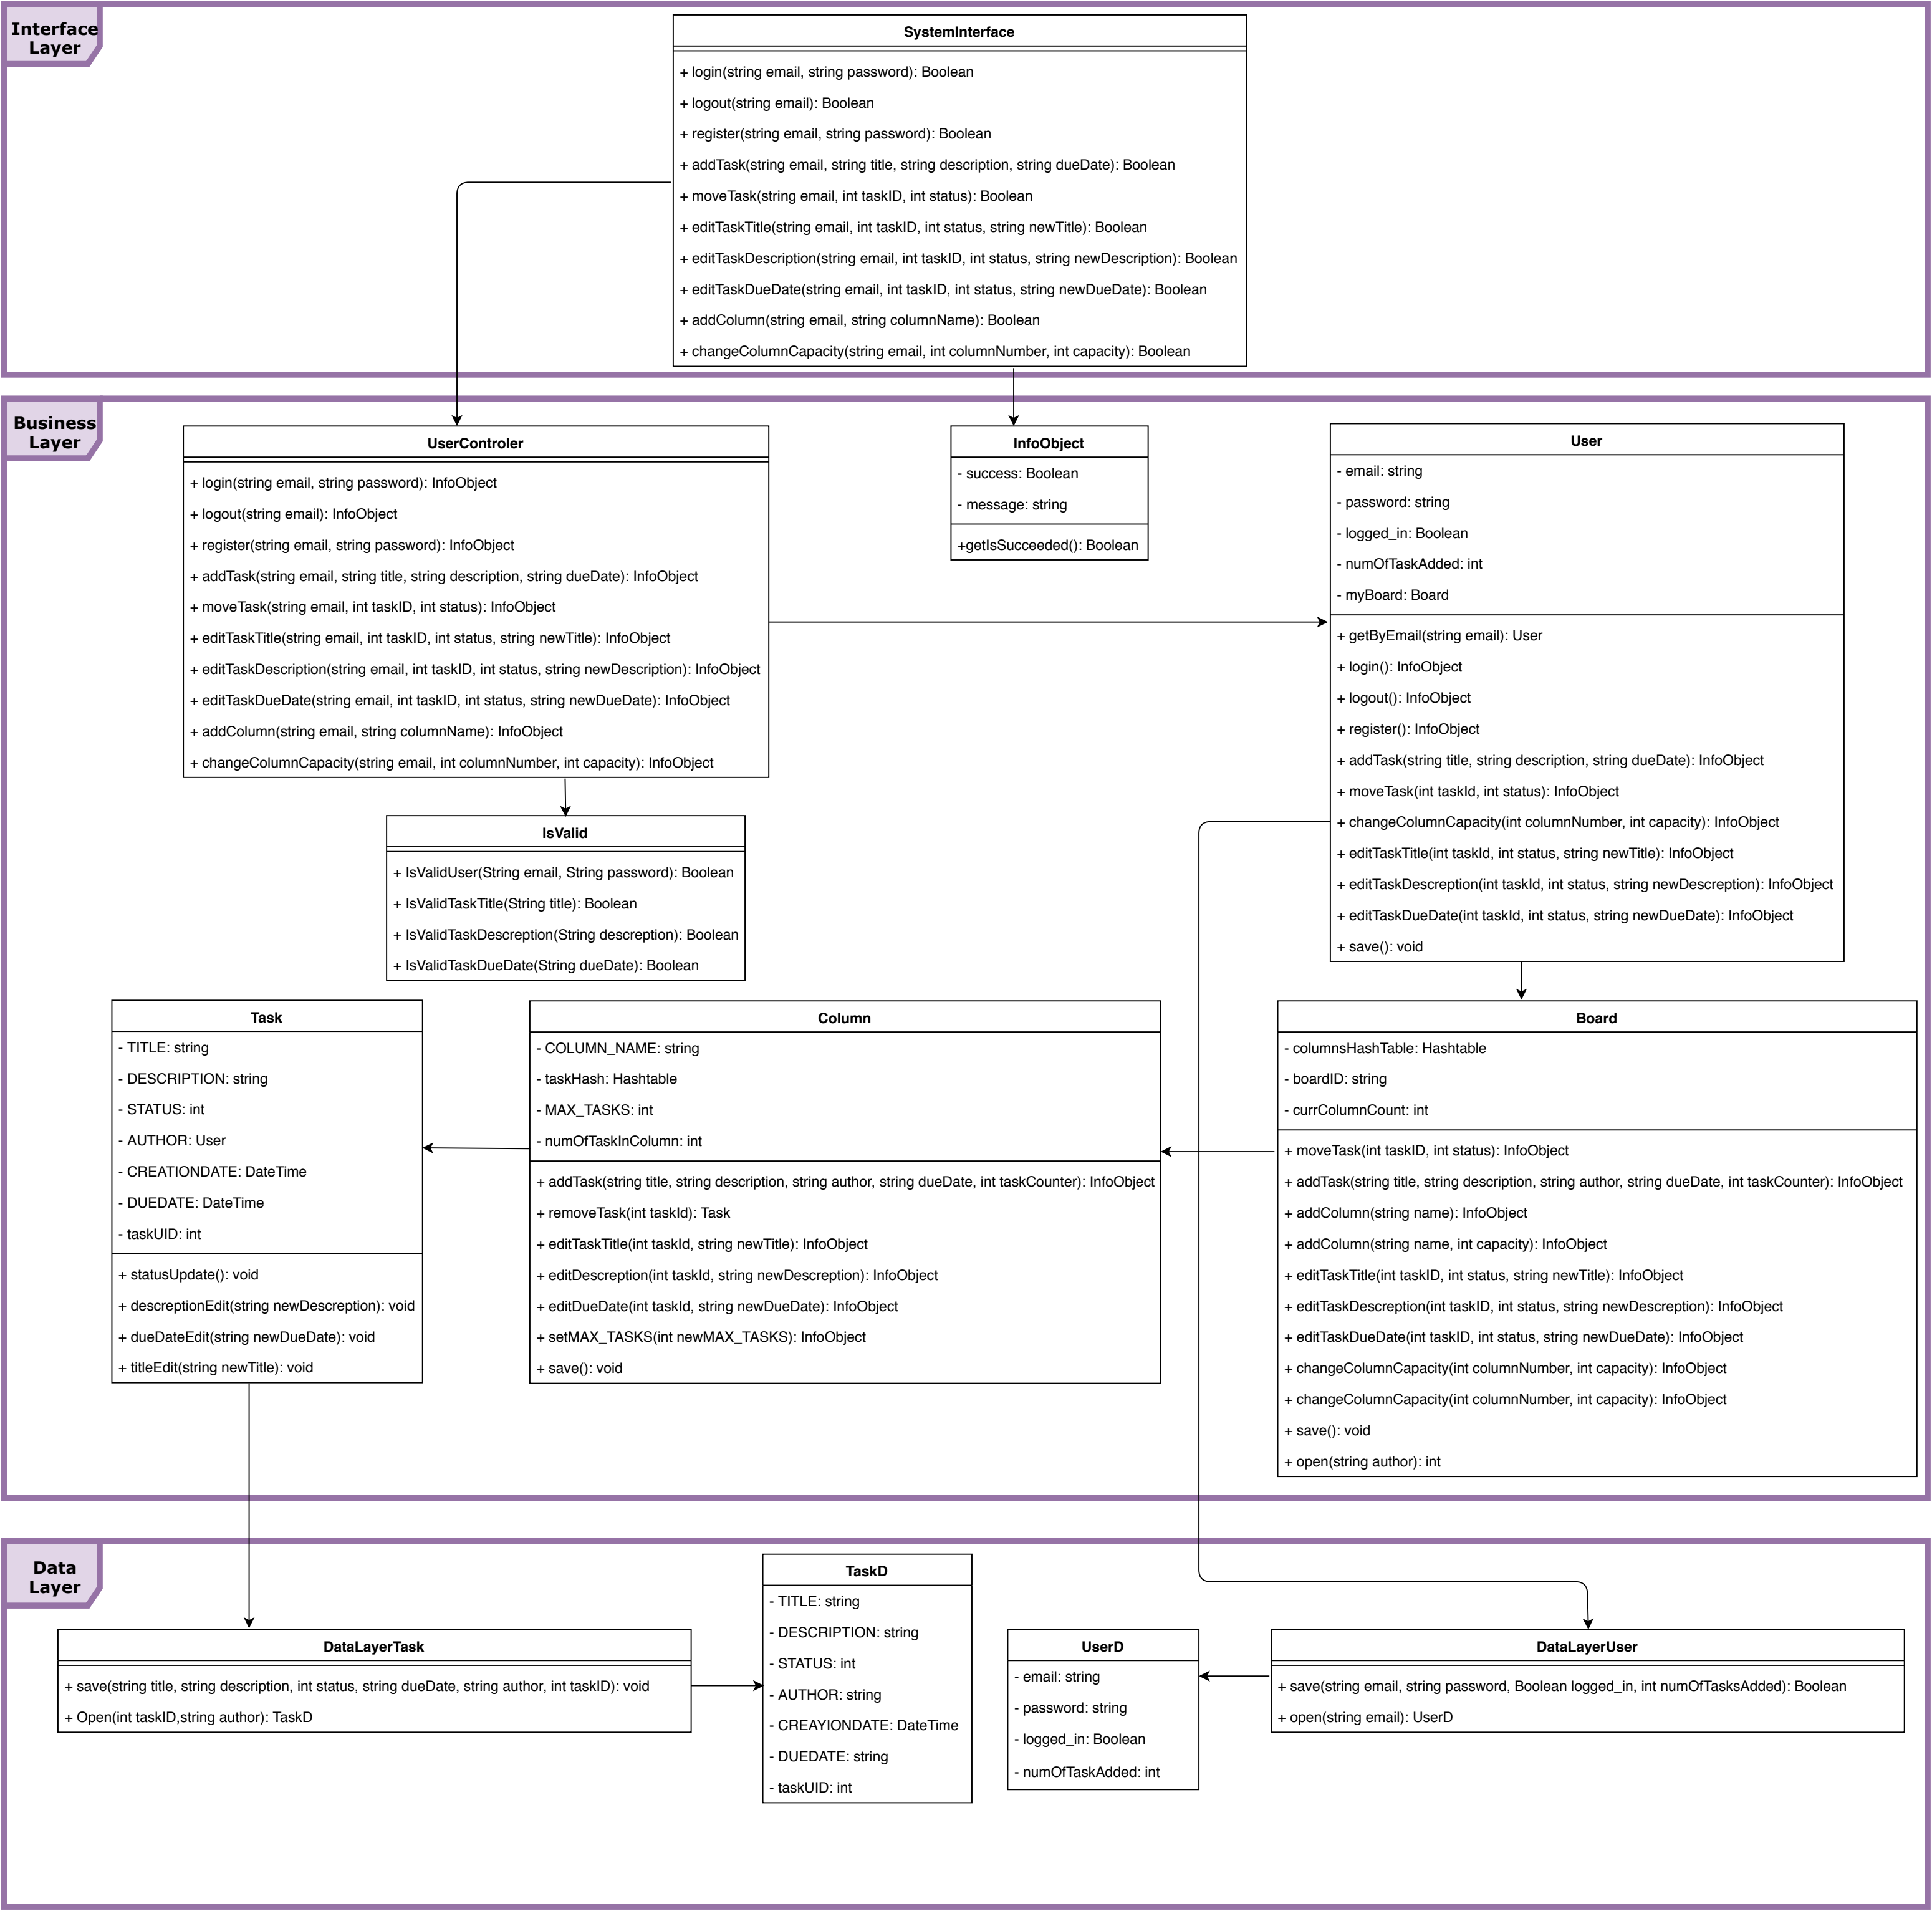 Interface
Layer
SystemInterface
+ login(string email, string password): Boolean
+ logout(string email): Boolean
+ register(string email, string password): Boolean
+ addTask(string email, string title, string description, string dueDate): Boolean
+ moveTask(string email, int taskID, int status): Boolean
+ editTaskTitle(string email, int taskID, int status, string newTitle): Boolean
+ editTaskDescription(string email, int taskID, int status, string newDescription): Boolean
+ editTaskDueDate(string email, int taskID, int status, string newDueDate): Boolean
+ addColumn(string email, string columnName): Boolean
+ changeColumnCapacity(string email, int columnNumber, int capacity): Boolean
Business
Layer
UserControler
+ login(string email, string password): InfoObject
+ logout(string email): InfoObject
+ register(string email, string password): InfoObject
+ addTask(string email, string title, string description, string dueDate): InfoObject
+ moveTask(string email, int taskID, int status): InfoObject
+ editTaskTitle(string email, int taskID, int status, string newTitle): InfoObject
+ editTaskDescription(string email, int taskID, int status, string newDescription): InfoObject
+ editTaskDueDate(string email, int taskID, int status, string newDueDate): InfoObject
+ addColumn(string email, string columnName): InfoObject
+ changeColumnCapacity(string email, int columnNumber, int capacity): InfoObject
InfoObject
- success: Boolean
- message: string
+getIsSucceeded(): Boolean
User
- email: string
- password: string
- logged_in: Boolean
- numOfTaskAdded: int
- myBoard: Board
+ getByEmail(string email): User
+ login(): InfoObject
+ logout(): InfoObject
+ register(): InfoObject
+ addTask(string title, string description, string dueDate): InfoObject
+ moveTask(int taskId, int status): InfoObject
+ changeColumnCapacity(int columnNumber, int capacity): InfoObject
+ editTaskTitle(int taskId, int status, string newTitle): InfoObject
+ editTaskDescreption(int taskId, int status, string newDescreption): InfoObject
+ editTaskDueDate(int taskId, int status, string newDueDate): InfoObject
+ save(): void
IsValid
+ IsValidUser(String email, String password): Boolean
+ IsValidTaskTitle(String title): Boolean
+ IsValidTaskDescreption(String descreption): Boolean
+ IsValidTaskDueDate(String dueDate): Boolean
Task
- TITLE: string
- DESCRIPTION: string
- STATUS: int
- AUTHOR: User
- CREATIONDATE: DateTime
- DUEDATE: DateTime
- taskUID: int
+ statusUpdate(): void
+ descreptionEdit(string newDescreption): void
+ dueDateEdit(string newDueDate): void
+ titleEdit(string newTitle): void
Column
- COLUMN_NAME: string
- taskHash: Hashtable
- MAX_TASKS: int
- numOfTaskInColumn: int
+ addTask(string title, string description, string author, string dueDate, int taskCounter): InfoObject
+ removeTask(int taskId): Task
+ editTaskTitle(int taskId, string newTitle): InfoObject
+ editDescreption(int taskId, string newDescreption): InfoObject
+ editDueDate(int taskId, string newDueDate): InfoObject
+ setMAX_TASKS(int newMAX_TASKS): InfoObject
+ save(): void
Board
- columnsHashTable: Hashtable
- boardID: string
- currColumnCount: int
+ moveTask(int taskID, int status): InfoObject
+ addTask(string title, string description, string author, string dueDate, int taskCounter): InfoObject
+ addColumn(string name): InfoObject
+ addColumn(string name, int capacity): InfoObject
+ editTaskTitle(int taskID, int status, string newTitle): InfoObject
+ editTaskDescreption(int taskID, int status, string newDescreption): InfoObject
+ editTaskDueDate(int taskID, int status, string newDueDate): InfoObject
+ changeColumnCapacity(int columnNumber, int capacity): InfoObject
+ changeColumnCapacity(int columnNumber, int capacity): InfoObject
+ save(): void
+ open(string author): int
Data
Layer
DataLayerTask
+ save(string title, string description, int status, string dueDate, string author, int taskID): void
+ Open(int taskID,string author): TaskD
TaskD
- TITLE: string
- DESCRIPTION: string
- STATUS: int
- AUTHOR: string
- CREAYIONDATE: DateTime
- DUEDATE: string
- taskUID: int
UserD
- email: string
- password: string
- logged_in: Boolean
- numOfTaskAdded: int
DataLayerUser
+ save(string email, string password, Boolean logged_in, int numOfTasksAdded): Boolean
+ open(string email): UserD